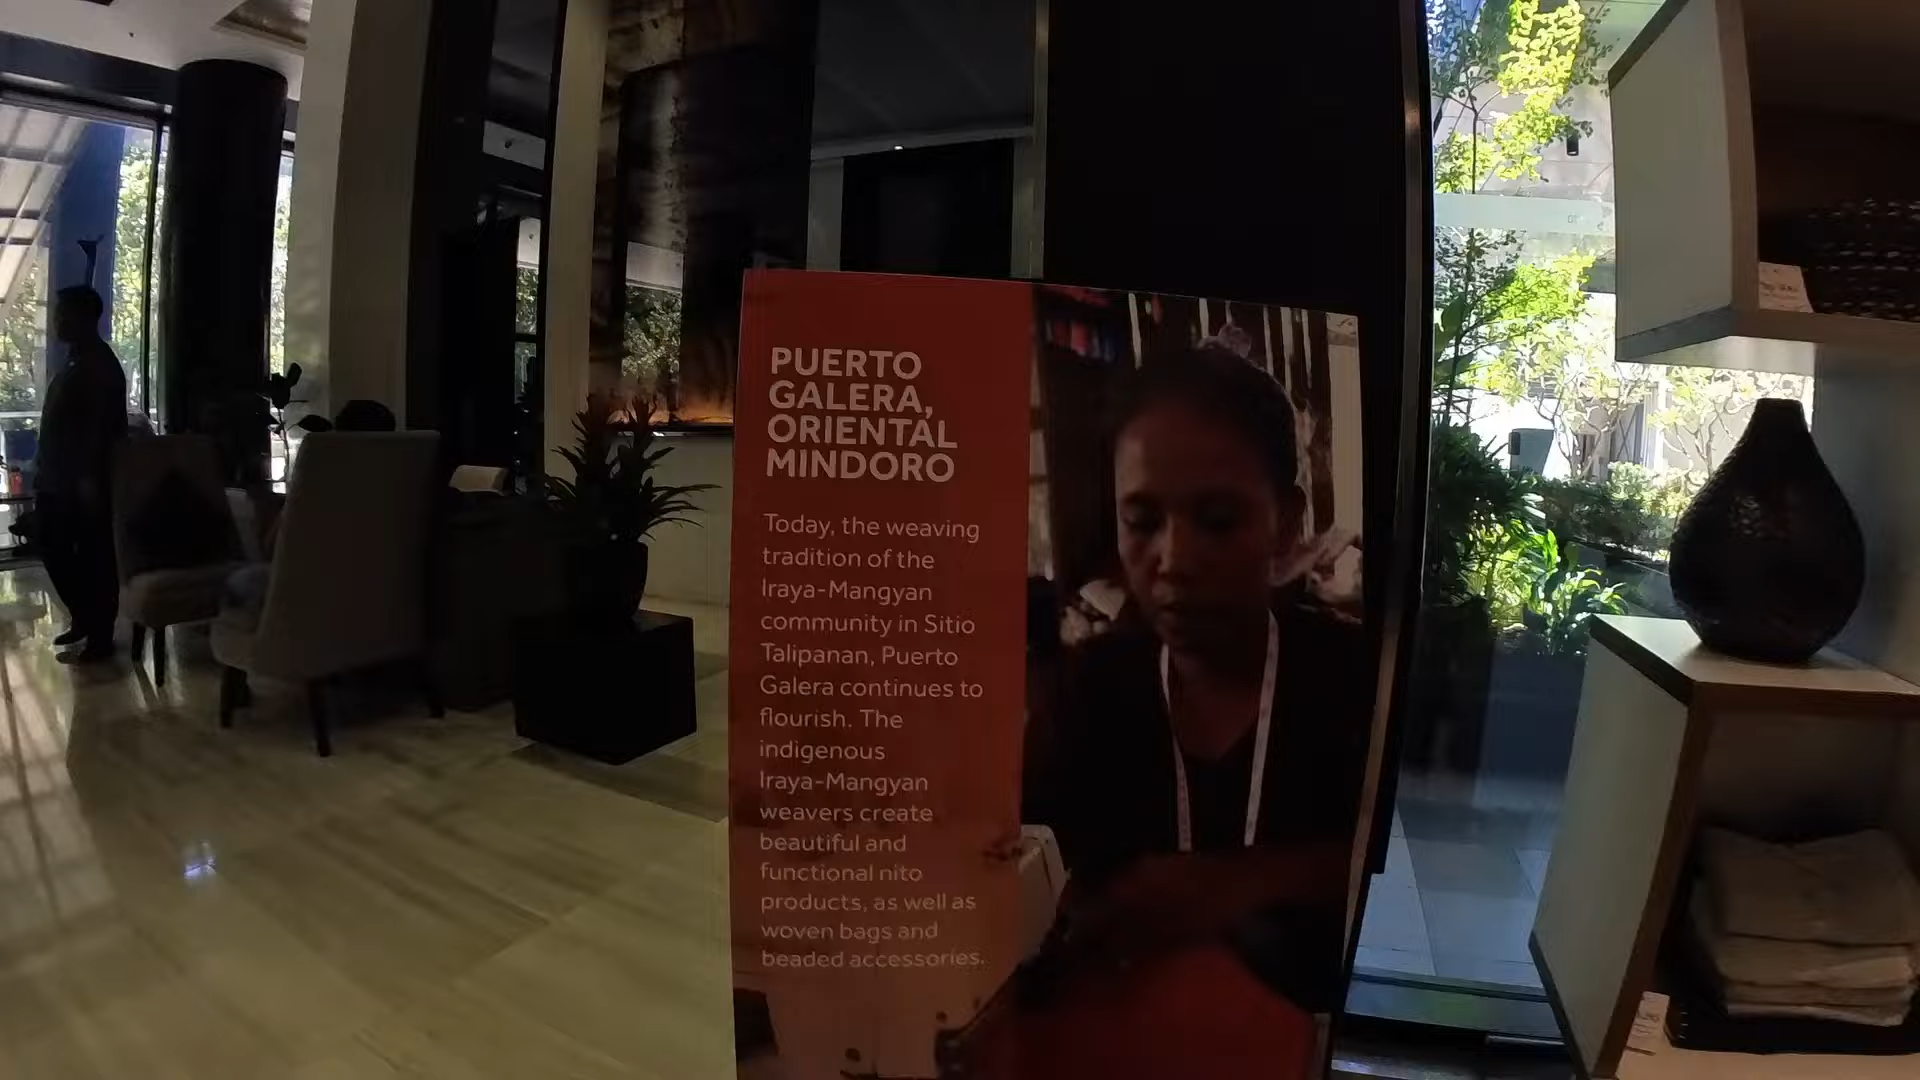 PUERTO
GALERA,
ORIENTAL
MINDORO
Today, the weaving
tradition of the
Iraya-Mangyan
community in Sitio
Talipanan, Puerto
Galera continues to
flourish. The
indigenous
Iraya-Mangyan
weavers create
beautiful and
functional nito
products, as well as
woven bags and
beaded accessories.